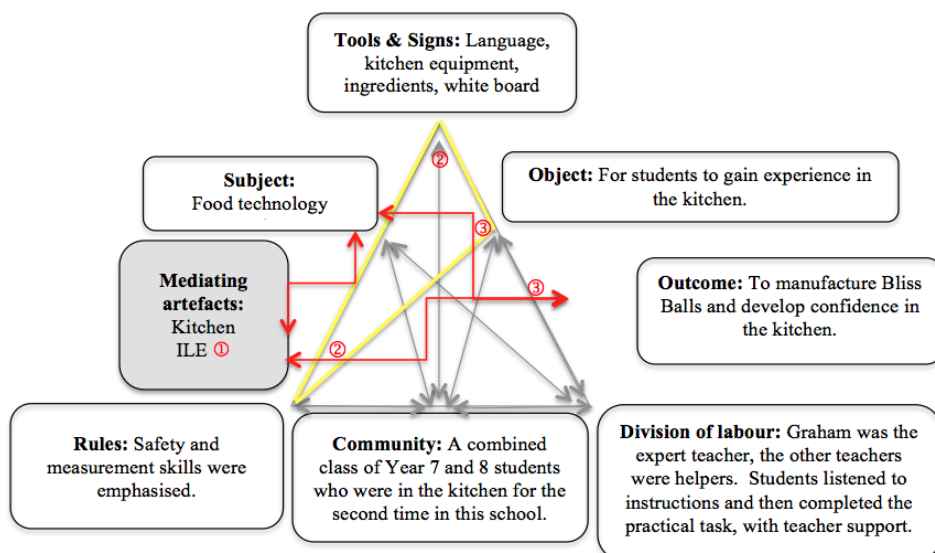 Tools & Signs: Language,
kitchen equipment,
ingredients, white board
Subject:
Food technology
Object: For students to gain experience in
the kitchen.
Mediating
artefacts:
Kitchen
ILE ①
②
③
③
②
Outcome: To manufacture Bliss
Balls and develop confidence in
the kitchen.
Rules: Safety and
measurement skills were
emphasised.
Community: A combined
class of Year 7 and 8 students
who were in the kitchen for the
second time in this school.
Division of labour: Graham was the
expert teacher, the other teachers
were helpers. Students listened to
instructions and then completed the
practical task, with teacher support.